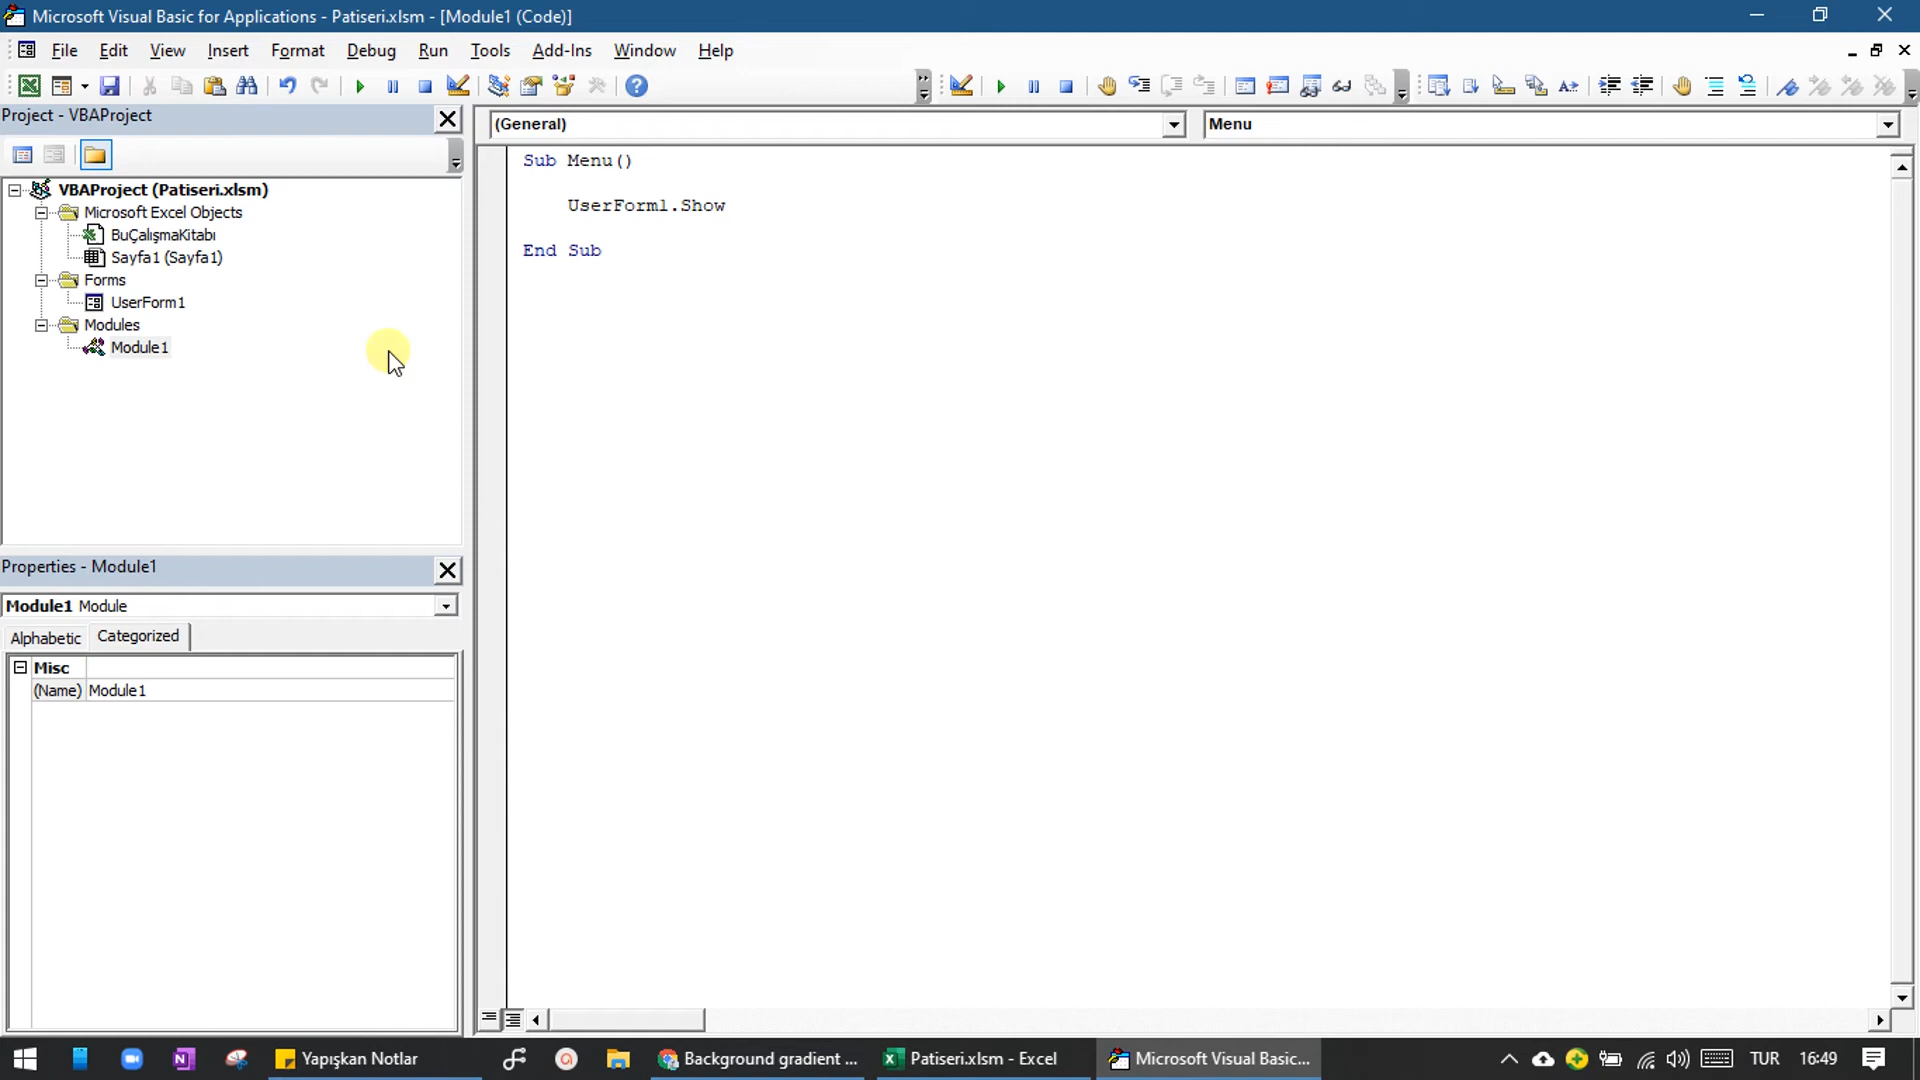 Microsoft Visual Basic for Applications - Patiseri.xlsm - [Module1 (Code)]
File Edit View Insert Format Debug Run Tools Add-Ins Window Help
Project - VBAProject
(General)
Menu
VBAProject (Patiseri.xlsm)
Microsoft Excel Objects
BuÇalışmaKitabı
Sayfa1 (Sayfa1)
Forms
UserForm1
Modules
Module1
Sub Menu()
UserForm1.Show
End Sub
Properties - Module1
Module1 Module
Alphabetic Categorized
Misc
(Name) Module1
Yapışkan Notlar
Background gradient ...
Patiseri.xlsm - Excel
Microsoft Visual Basic...
TUR
16:49